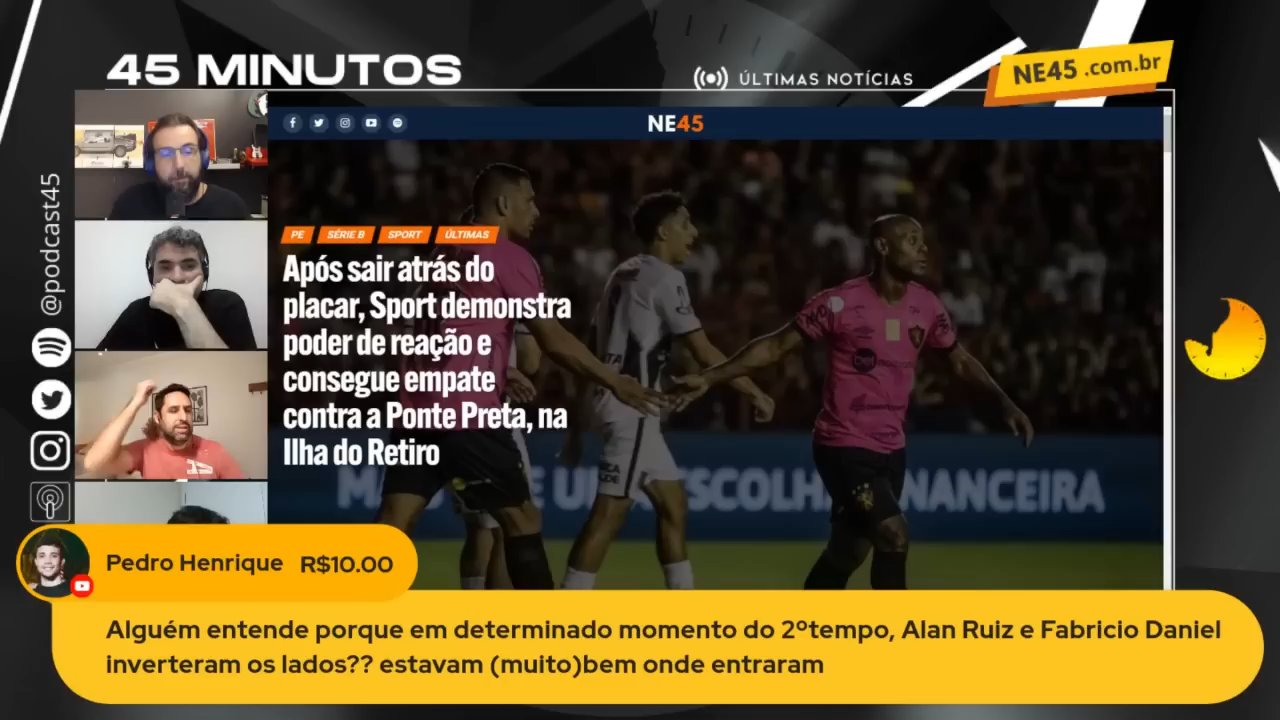 45 MINUTOS
ÚLTIMAS NOTÍCIAS
NE45 .com.br
NE45
@podcast45
PE SÉRIE B SPORT ÚLTIMAS
Após sair atrás do
placar, Sport demonstra
poder de reação e
consegue empate
contra a Ponte Preta, na
Ilha do Retiro
ESCOLHA FINANCEIRA
Pedro Henrique R$10.00
Alguém entende porque em determinado momento do 2ºtempo, Alan Ruiz e Fabricio Daniel
inverteram os lados?? estavam (muito)bem onde entraram